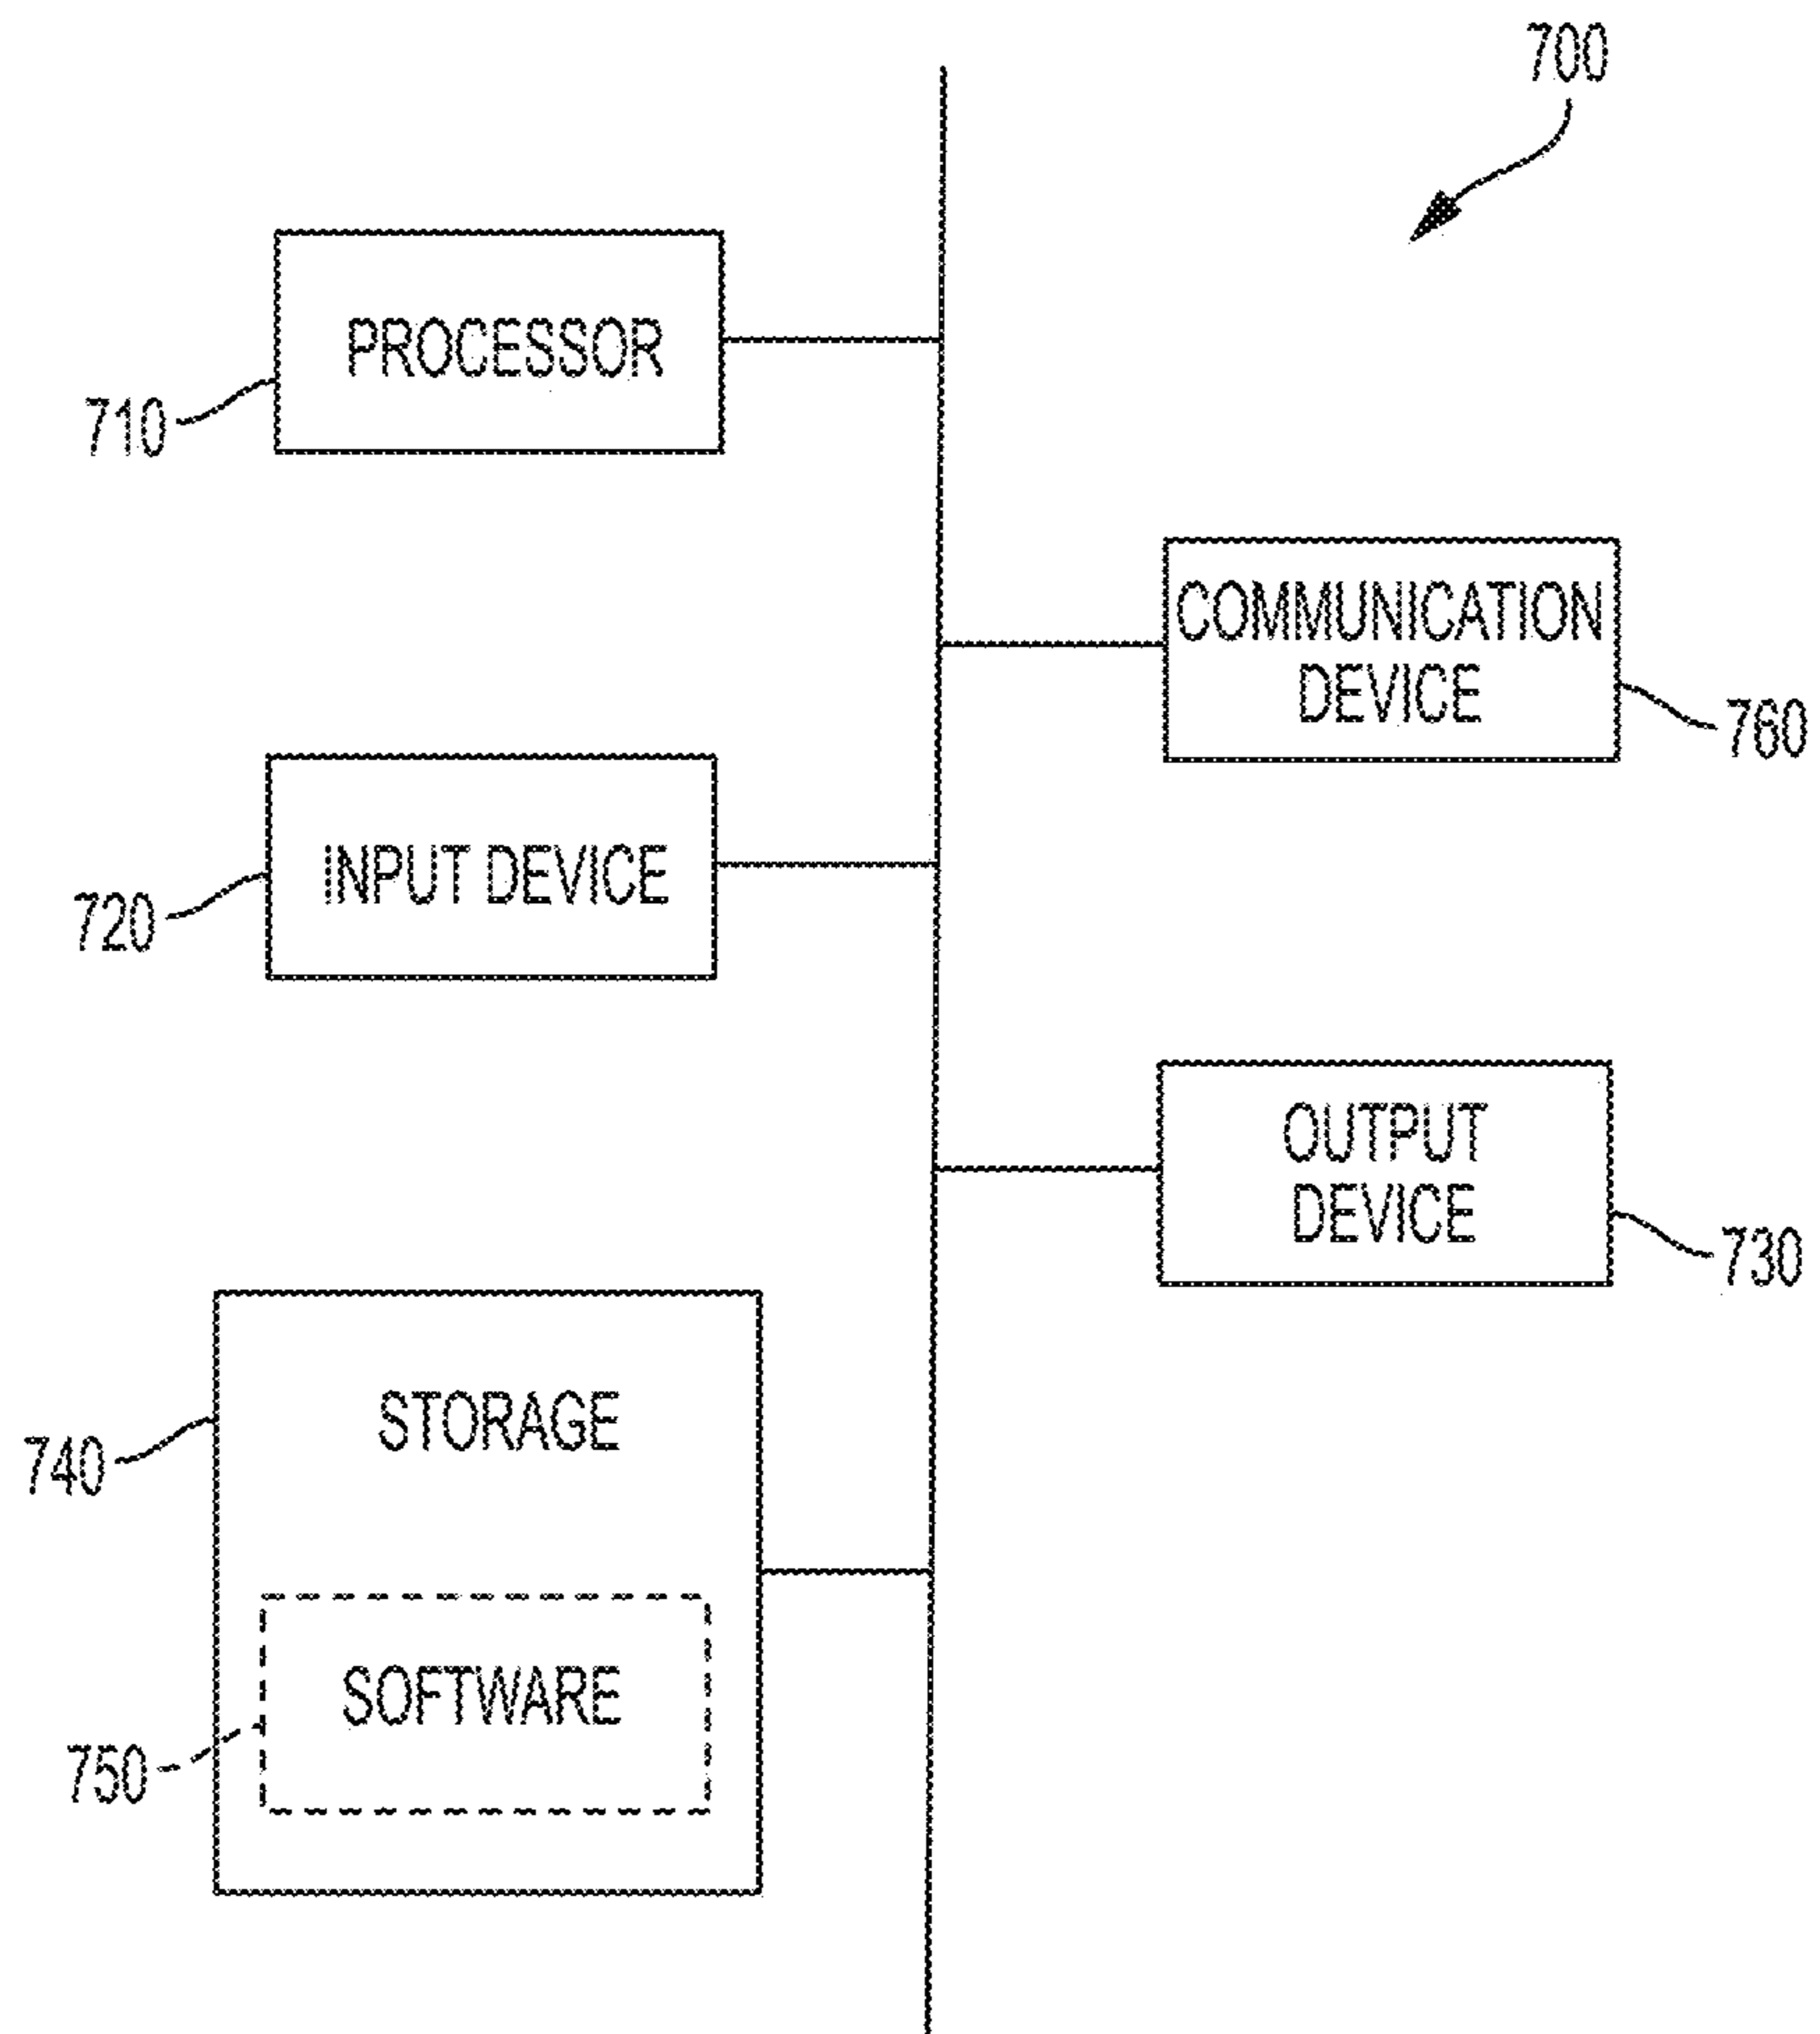 700
PROCESSOR
710
COMMUNICATION
DEVICE
760
INPUT DEVICE
720
OUTPUT
DEVICE
730
STORAGE
740
SOFTWARE
750